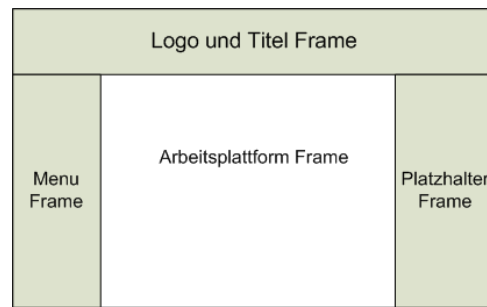 Logo und Titel Frame
Arbeitsplattform Frame
Menu
Frame
Platzhalter
Frame